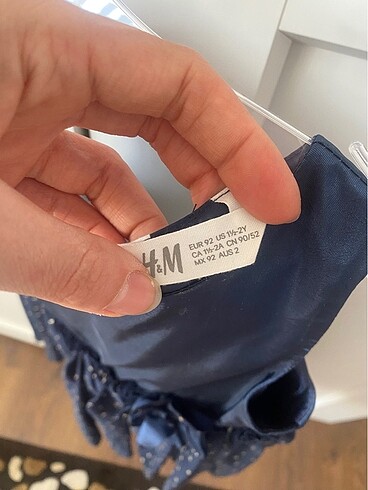 H&M
EUR 92 US 1½-2Y
CA 1½-2A CN 90/52
MX 92 AUS 2